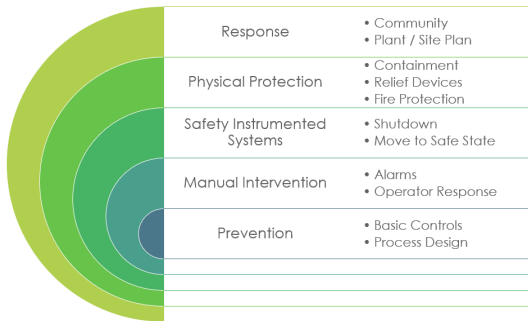 Response
• Community
• Plant / Site Plan
Physical Protection
• Containment
• Relief Devices
• Fire Protection
Safety Instrumented
Systems
• Shutdown
• Move to Safe State
Manual Intervention
• Alarms
• Operator Response
Prevention
• Basic Controls
• Process Design